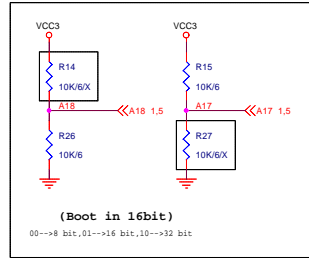 VCC3 VCC3
R14 R15
10K/6/X 10K/6
A18 A17
A18 1,5 A17 1,5
R26 R27
10K/6 10K/6/X
(Boot in 16bit)
00-->8 bit,01-->16 bit,10-->32 bit